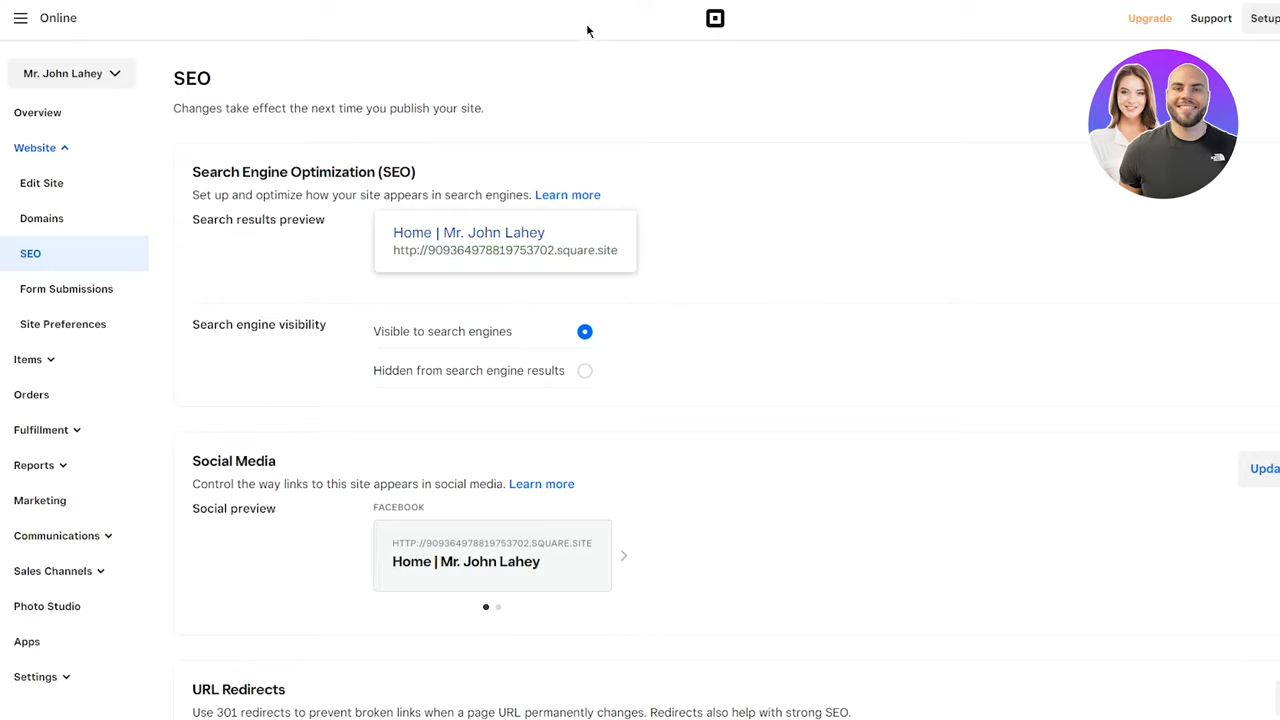 Online
Upgrade
Support
Setup
Mr. John Lahey
Overview
Website
Edit Site
Domains
SEO
Form Submissions
Site Preferences
Items
Orders
Fulfillment
Reports
Marketing
Communications
Sales Channels
Photo Studio
Apps
Settings
SEO
Changes take effect the next time you publish your site.
Search Engine Optimization (SEO)
Set up and optimize how your site appears in search engines. Learn more
Search results preview
Home | Mr. John Lahey
http://909364978819753702.square.site
Search engine visibility
Visible to search engines
Hidden from search engine results
Social Media
Control the way links to this site appears in social media. Learn more
Upda
Social preview
FACEBOOK
HTTP://909364978819753702.SQUARE.SITE
Home | Mr. John Lahey
URL Redirects
Use 301 redirects to prevent broken links when a page URL permanently changes. Redirects also help with strong SEO.